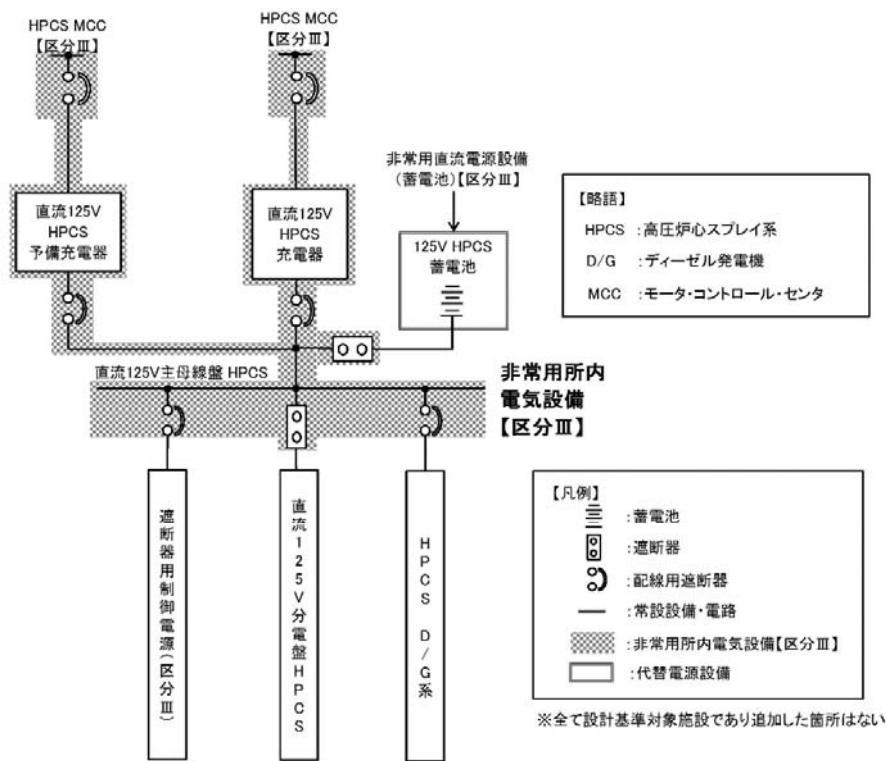 HPCS MCC
【区分Ⅲ】
HPCS MCC
【区分Ⅲ】
非常用直流電源設備
(蓄電池)【区分Ⅲ】
直流125V
HPCS
予備充電器
直流125V
HPCS
充電器
125V HPCS
蓄電池
【略語】
HPCS :高圧炉心スプレイ系
D/G :ディーゼル発電機
MCC :モータ・コントロール・センタ
直流125V主母線盤 HPCS
非常用所内
電気設備
【区分Ⅲ】
遮断器用制御電源(区分Ⅲ)
直流125V分電盤HPCS
HPCS D/G系
【凡例】
:蓄電池
:遮断器
:配線用遮断器
:常設設備・電路
:非常用所内電気設備【区分Ⅲ】
:代替電源設備
※全て設計基準対象施設であり追加した箇所はない